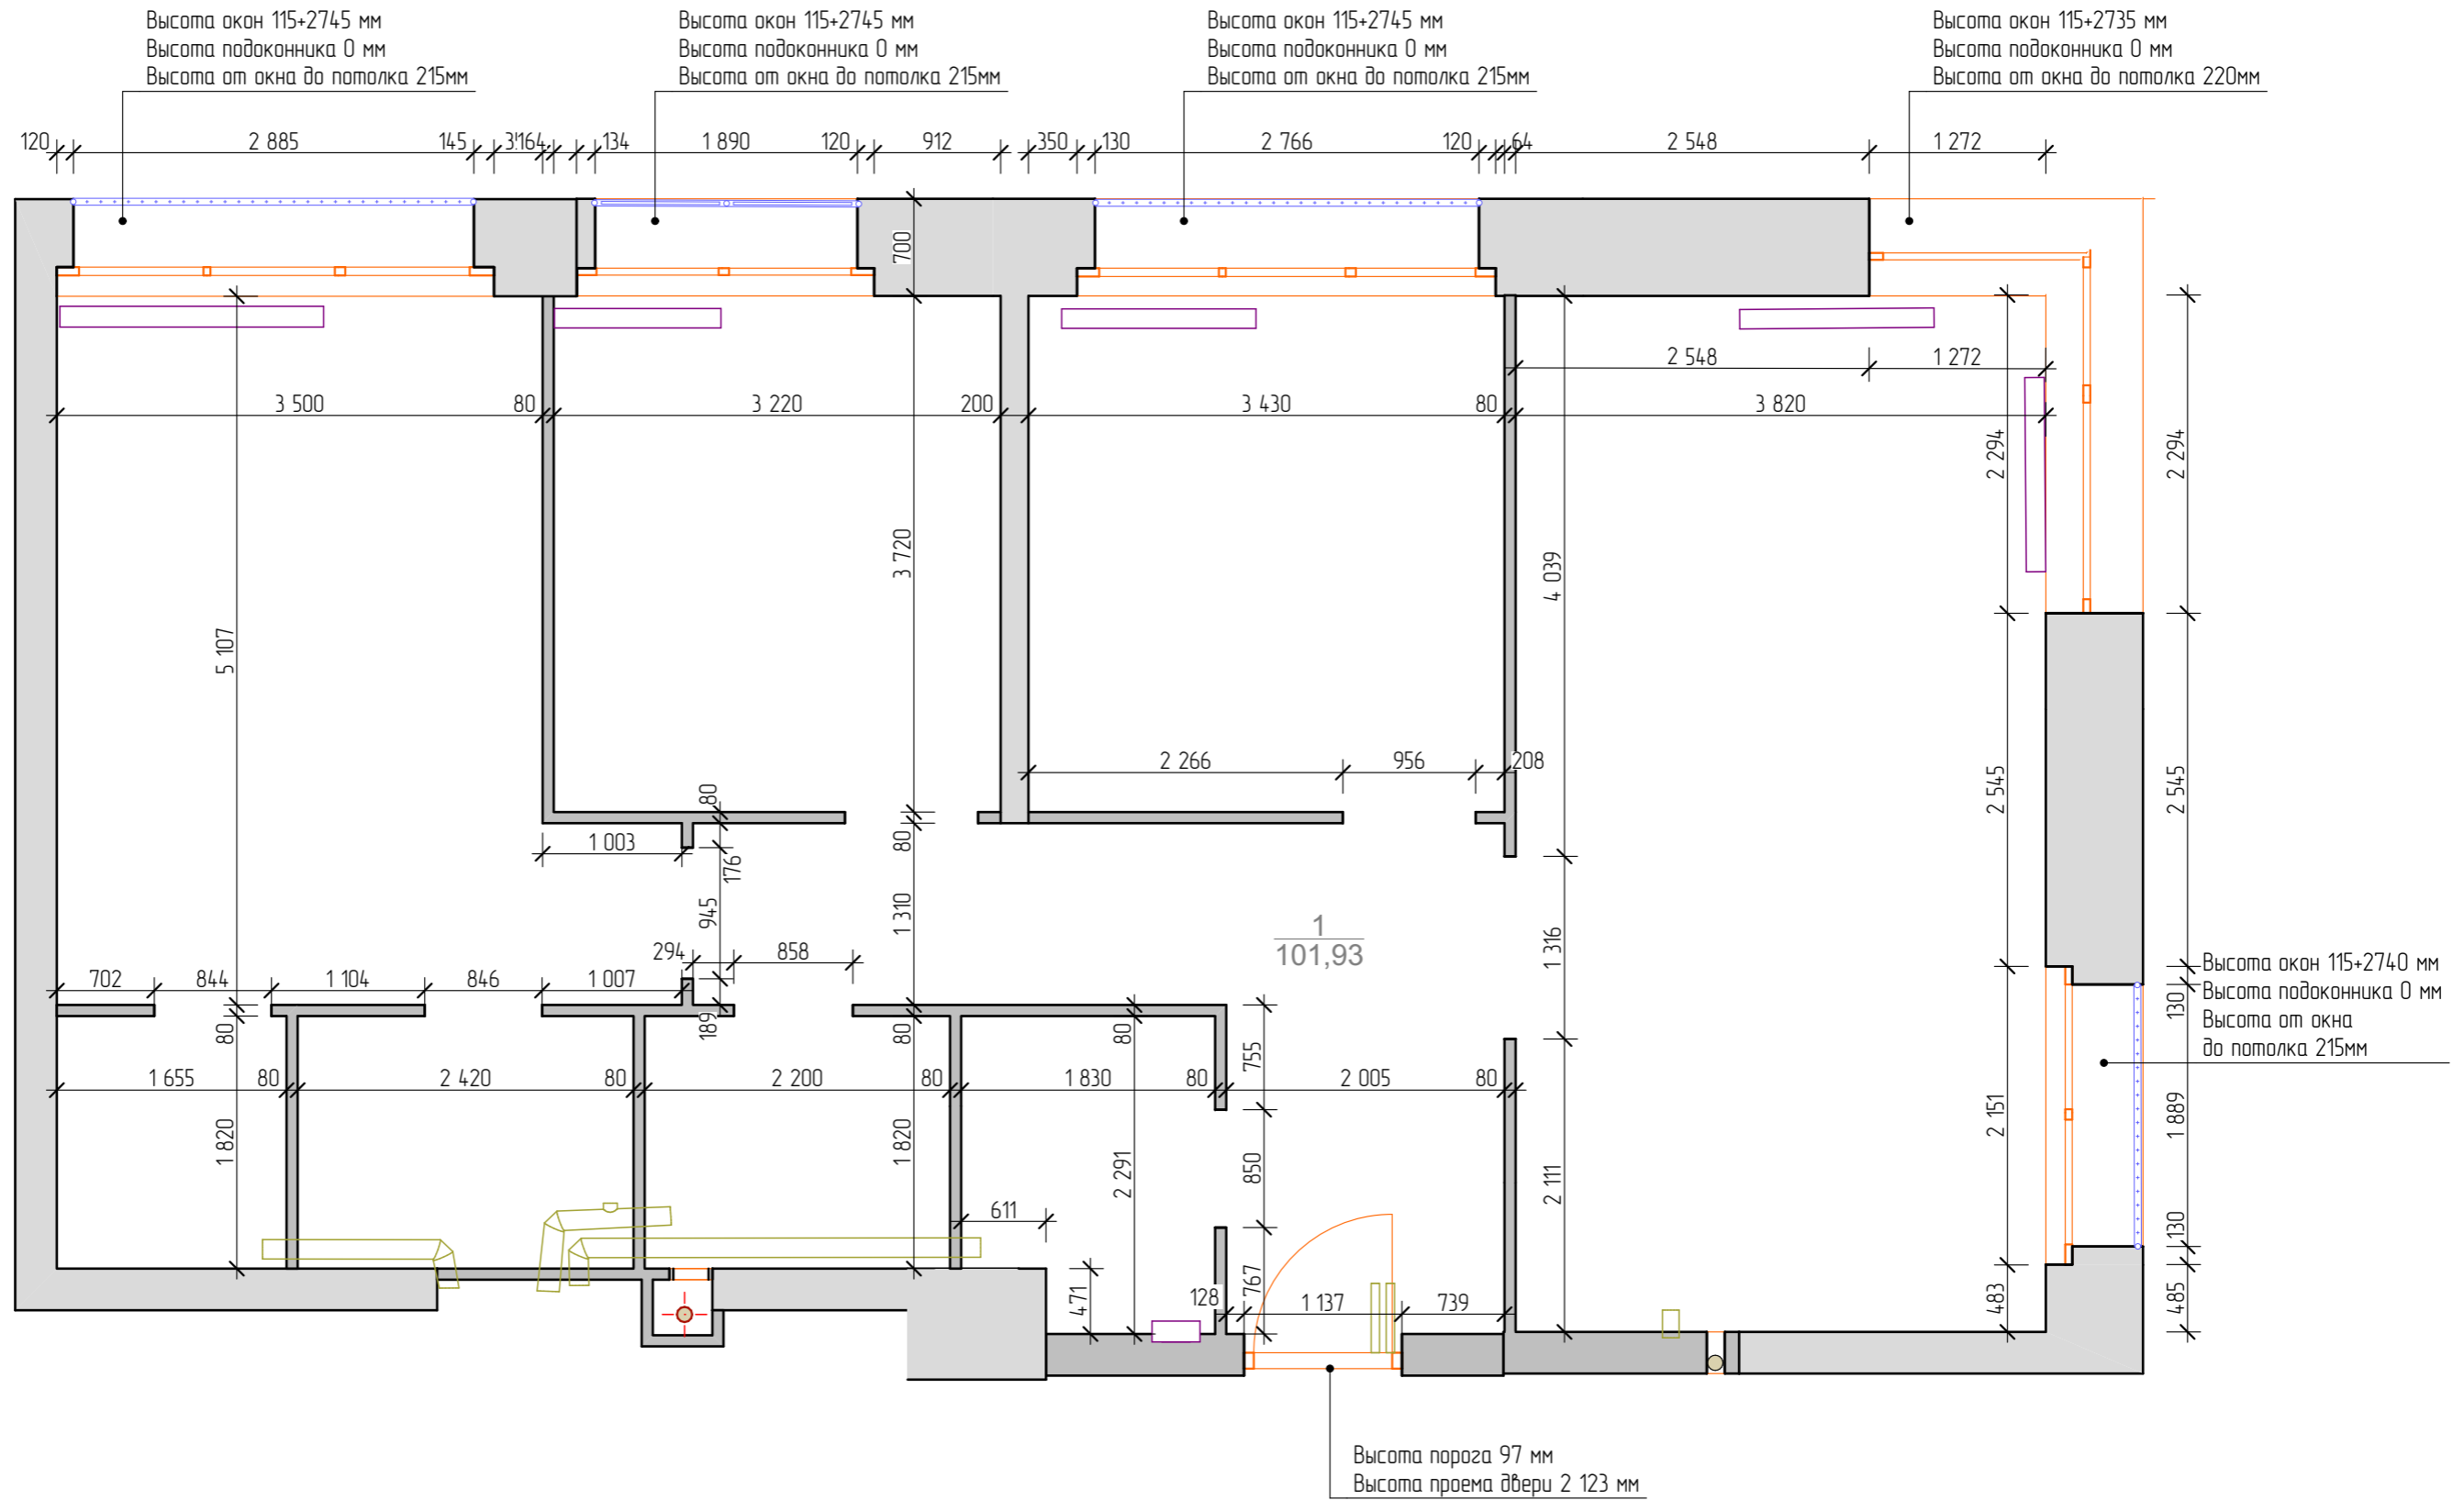 Высота окон 115+2745 мм
Высота подоконника 0 мм
Высота от окна до потолка 215мм
Высота окон 115+2745 мм
Высота подоконника 0 мм
Высота от окна до потолка 215мм
Высота окон 115+2745 мм
Высота подоконника 0 мм
Высота от окна до потолка 215мм
Высота окон 115+2735 мм
Высота подоконника 0 мм
Высота от окна до потолка 220мм
120 2 885 145 164 134 1 890 120 912 350 130 2 766 120 64 2 548 1 272
700
2 548 1 272
3 500 80 3 220 200 3 430 80 3 820
2 294 2 294
3 720
4 039
5 107
2 266 956 208
80
2 545 2 545
1 003
176
80
945
1 310
1
101,93
1 316
294 858
702 844 1 104 846 1 007
Высота окон 115+2740 мм
Высота подоконника 0 мм
Высота от окна
до потолка 215мм
130
80 189 80 80
755
1 655 80 2 420 80 2 200 80 1 830 80 2 005 80
1 820 1 820
2 291
850
2 111
2 151
1 889
611
130
471
128
767
1 137 739
483 485
Высота порога 97 мм
Высота проема двери 2 123 мм